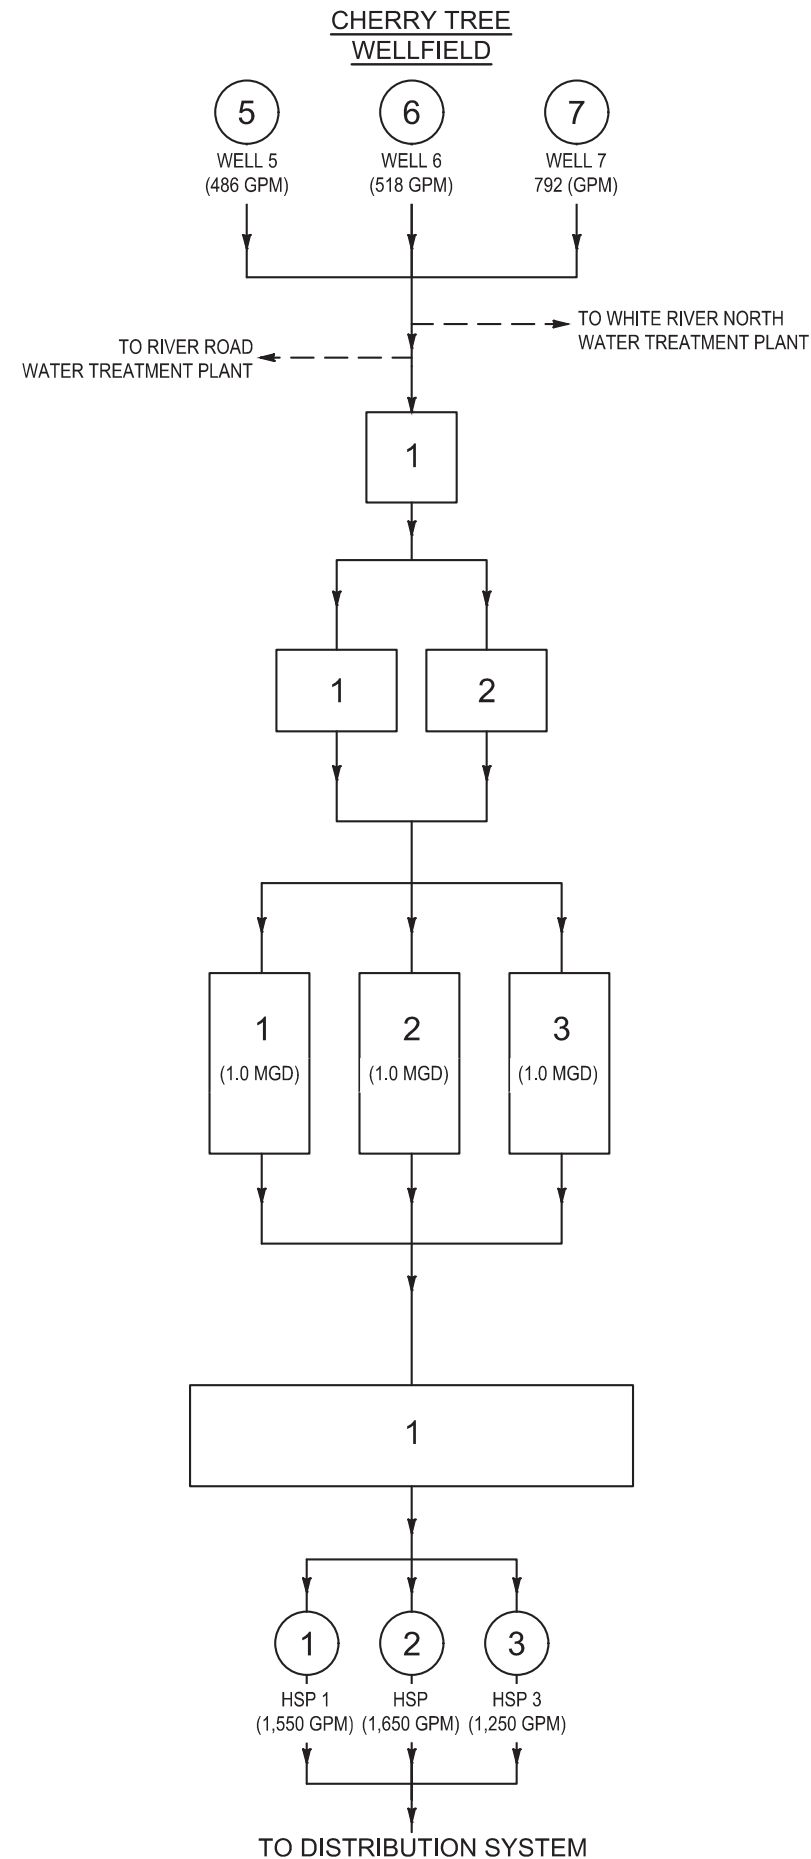 CHERRY TREE
WELLFIELD
5
6
7
WELL 5
(486 GPM)
WELL 6
(518 GPM)
WELL 7
792 (GPM)
TO WHITE RIVER NORTH
WATER TREATMENT PLANT
TO RIVER ROAD
WATER TREATMENT PLANT
1
1
2
1
(1.0 MGD)
2
(1.0 MGD)
3
(1.0 MGD)
1
1
2
3
HSP 1
(1,550 GPM)
HSP
(1,650 GPM)
HSP 3
(1,250 GPM)
TO DISTRIBUTION SYSTEM